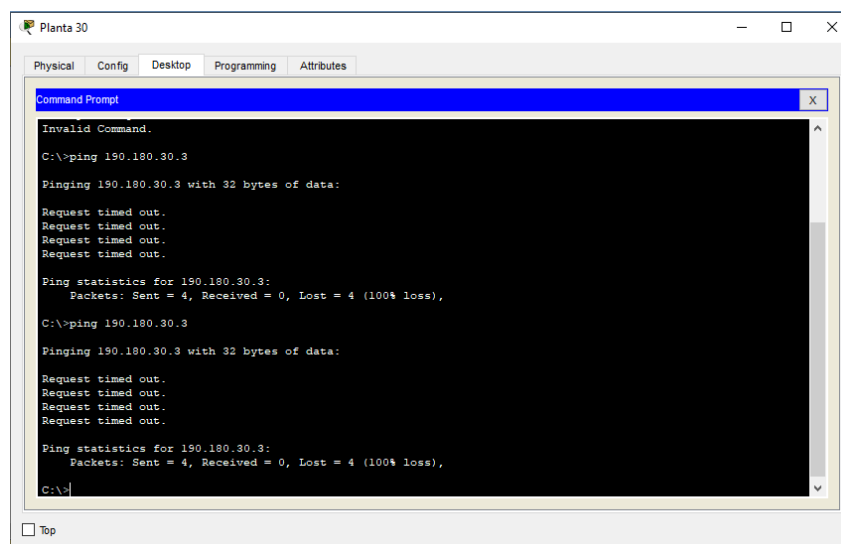 Planta 30
Physical Config Desktop Programming Attributes
Command Prompt
X
Invalid Command.
C:\>ping 190.180.30.3
Pinging 190.180.30.3 with 32 bytes of data:
Request timed out.
Request timed out.
Request timed out.
Request timed out.
Ping statistics for 190.180.30.3:
Packets: Sent = 4, Received = 0, Lost = 4 (100% loss),
C:\>ping 190.180.30.3
Pinging 190.180.30.3 with 32 bytes of data:
Request timed out.
Request timed out.
Request timed out.
Request timed out.
Ping statistics for 190.180.30.3:
Packets: Sent = 4, Received = 0, Lost = 4 (100% loss),
C:\>
Top